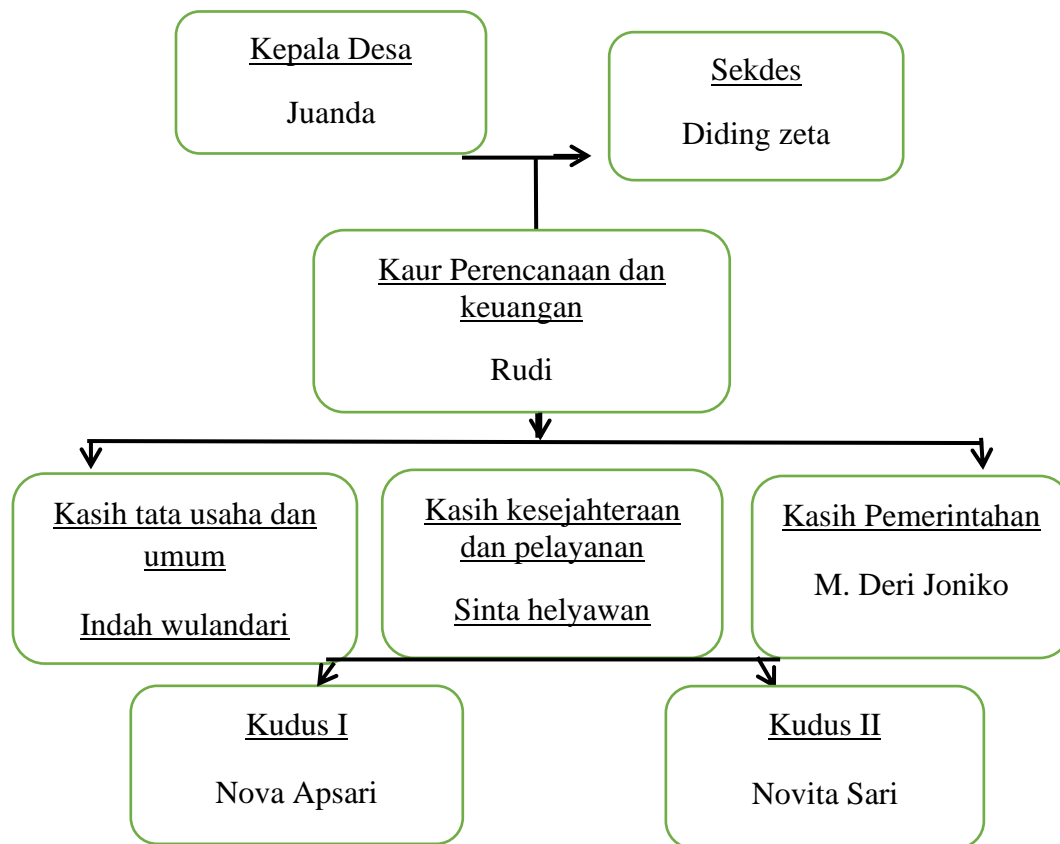 Kepala Desa
Juanda
Sekdes
Diding zeta
Kaur Perencanaan dan
keuangan
Rudi
Kasih tata usaha dan
umum
Indah wulandari
Kasih kesejahteraan
dan pelayanan
Sinta helyawan
Kasih Pemerintahan
M. Deri Joniko
Kudus I
Nova Apsari
Kudus II
Novita Sari